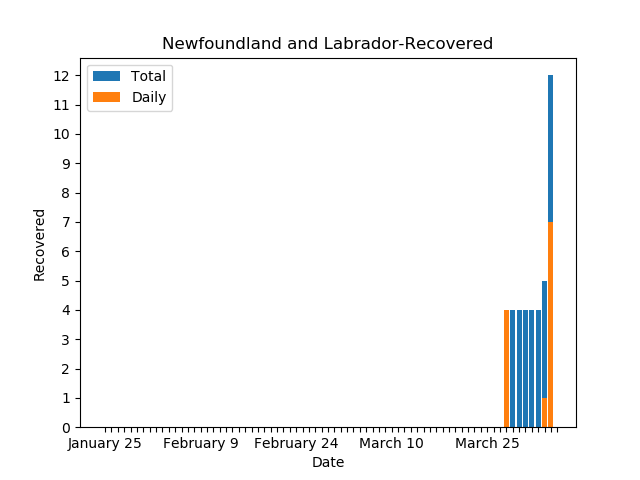 Newfoundland and Labrador-Recovered
Total
Daily
12
11
10
9
8
7
6
5
4
3
2
1
0
Recovered
January 25 February 9 February 24 March 10 March 25
Date